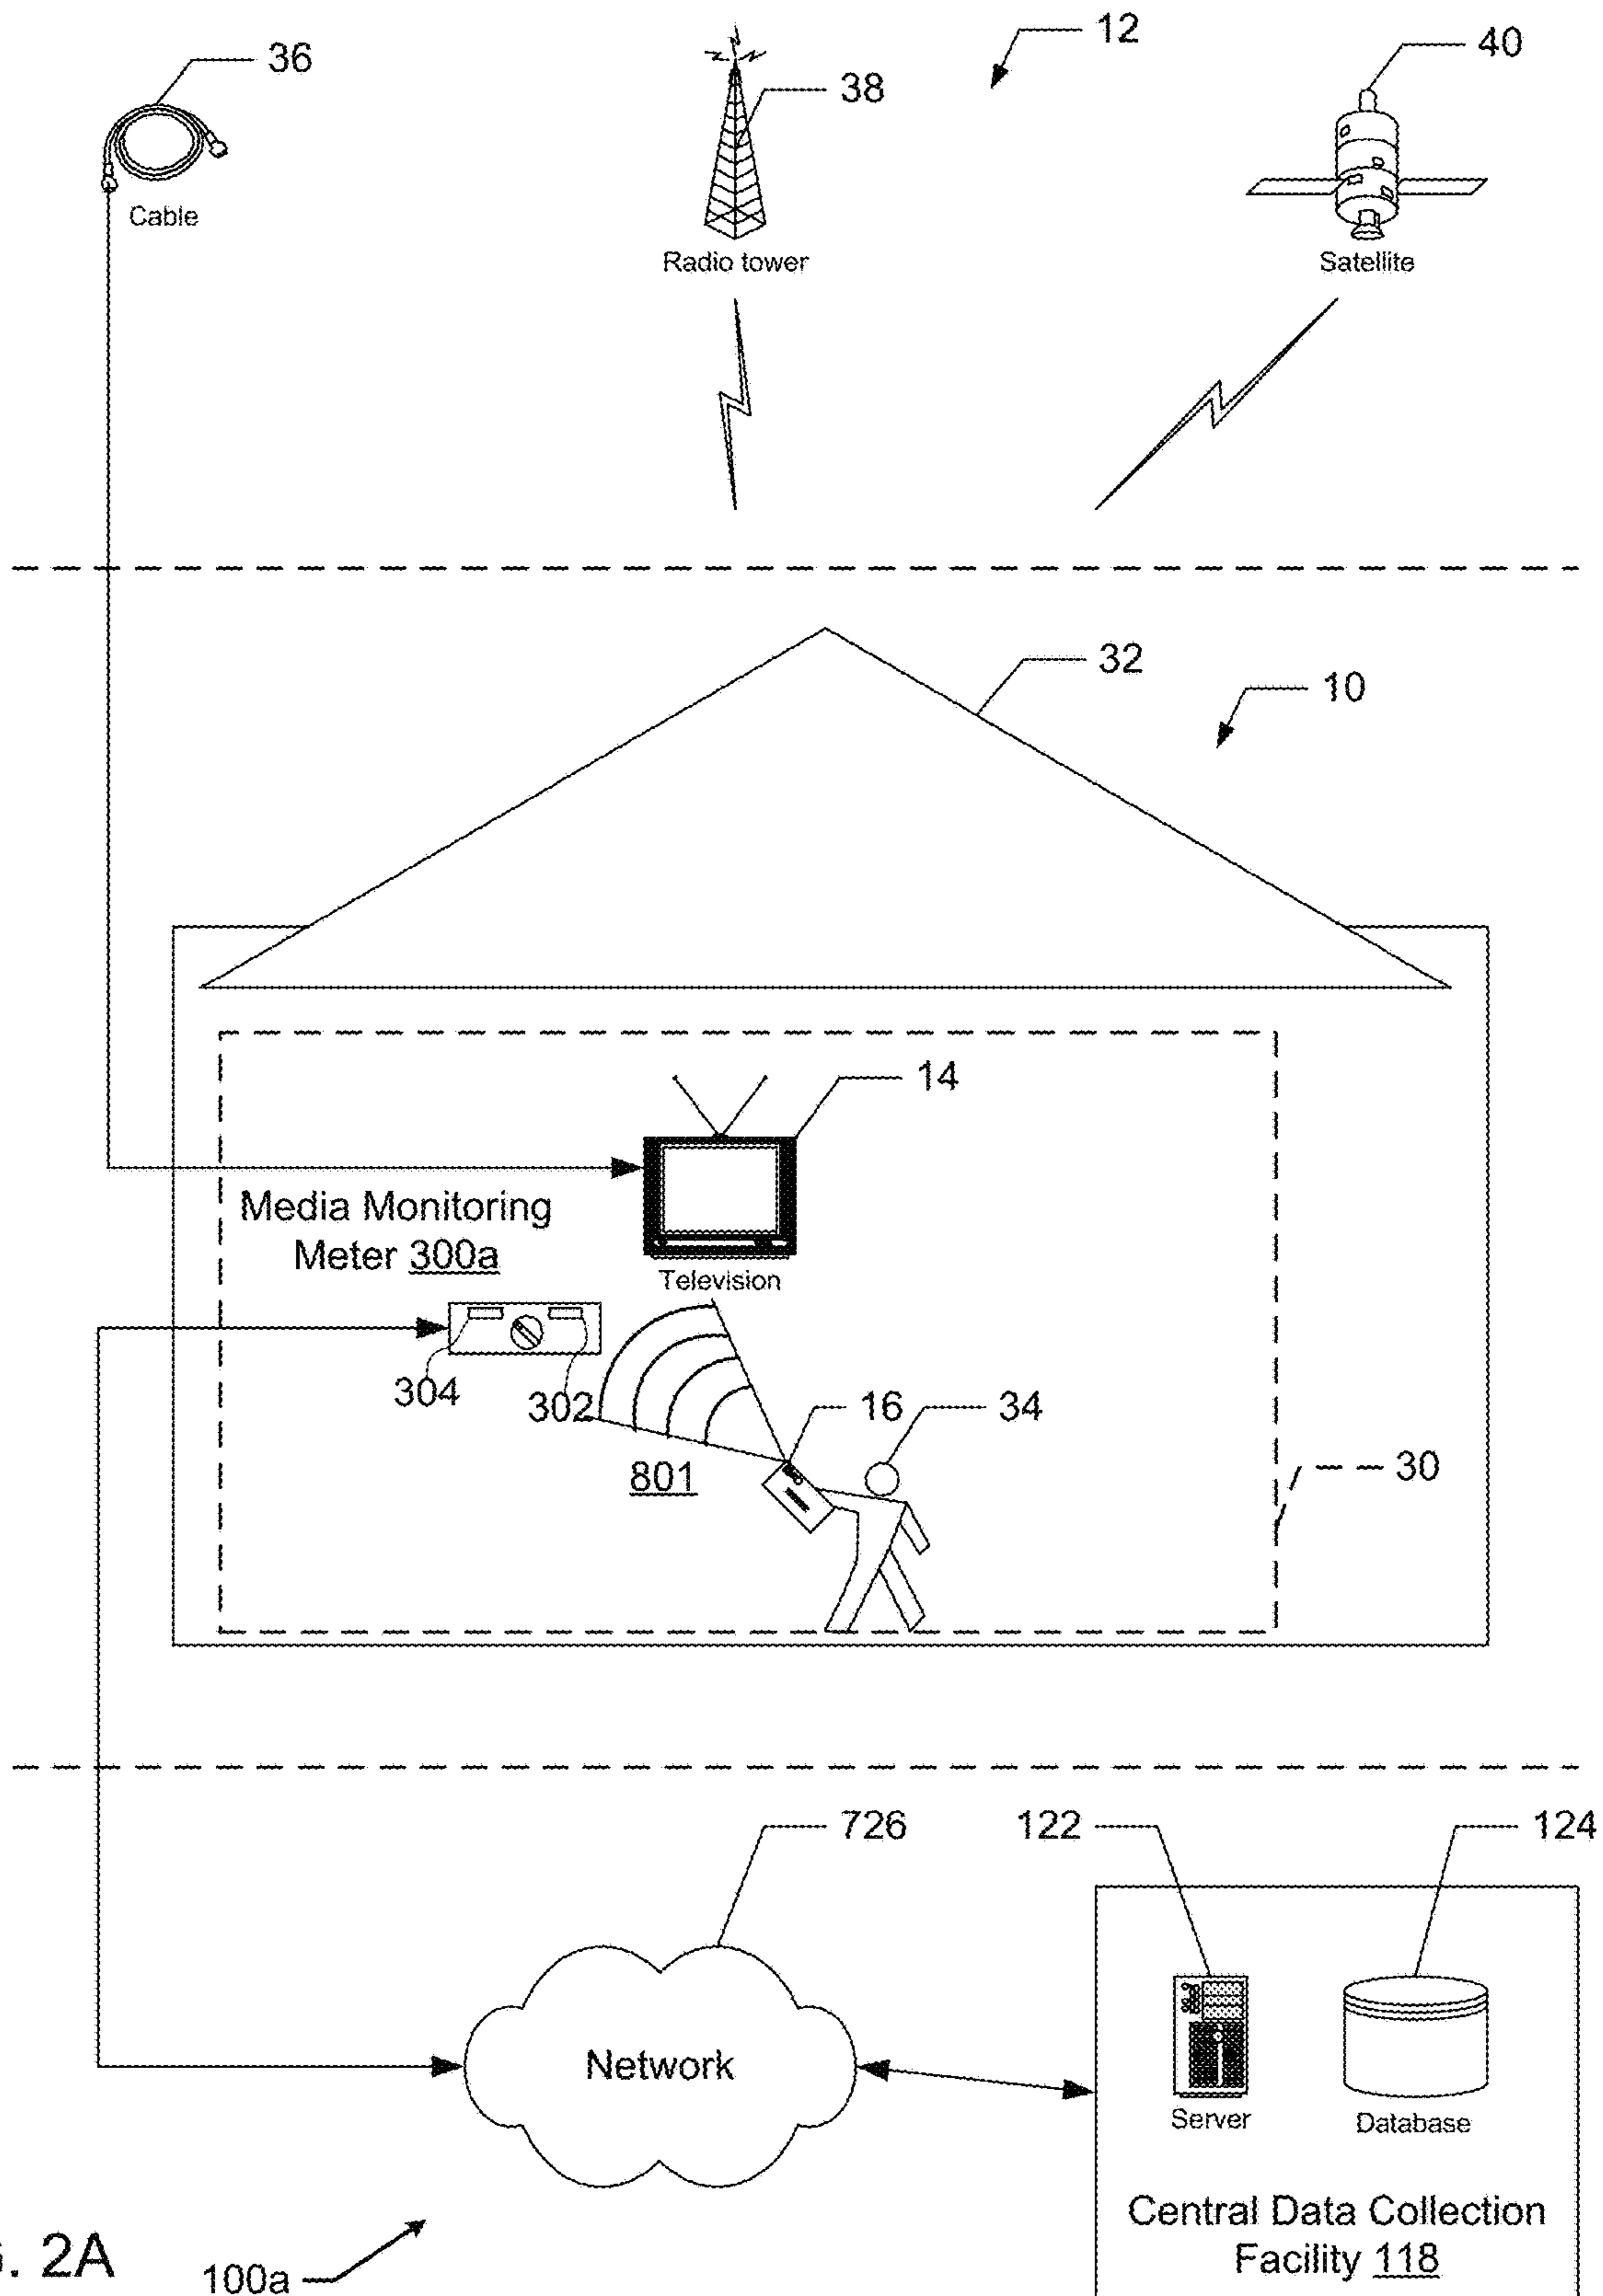 12
36
40
38
Cable
Radio tower
Satellite
32
10
14
Media Monitoring
Meter 300a
Television
304
302
16
34
801
30
726
122
124
Network
Server
Database
Central Data Collection
Facility 118
. 2A
100a